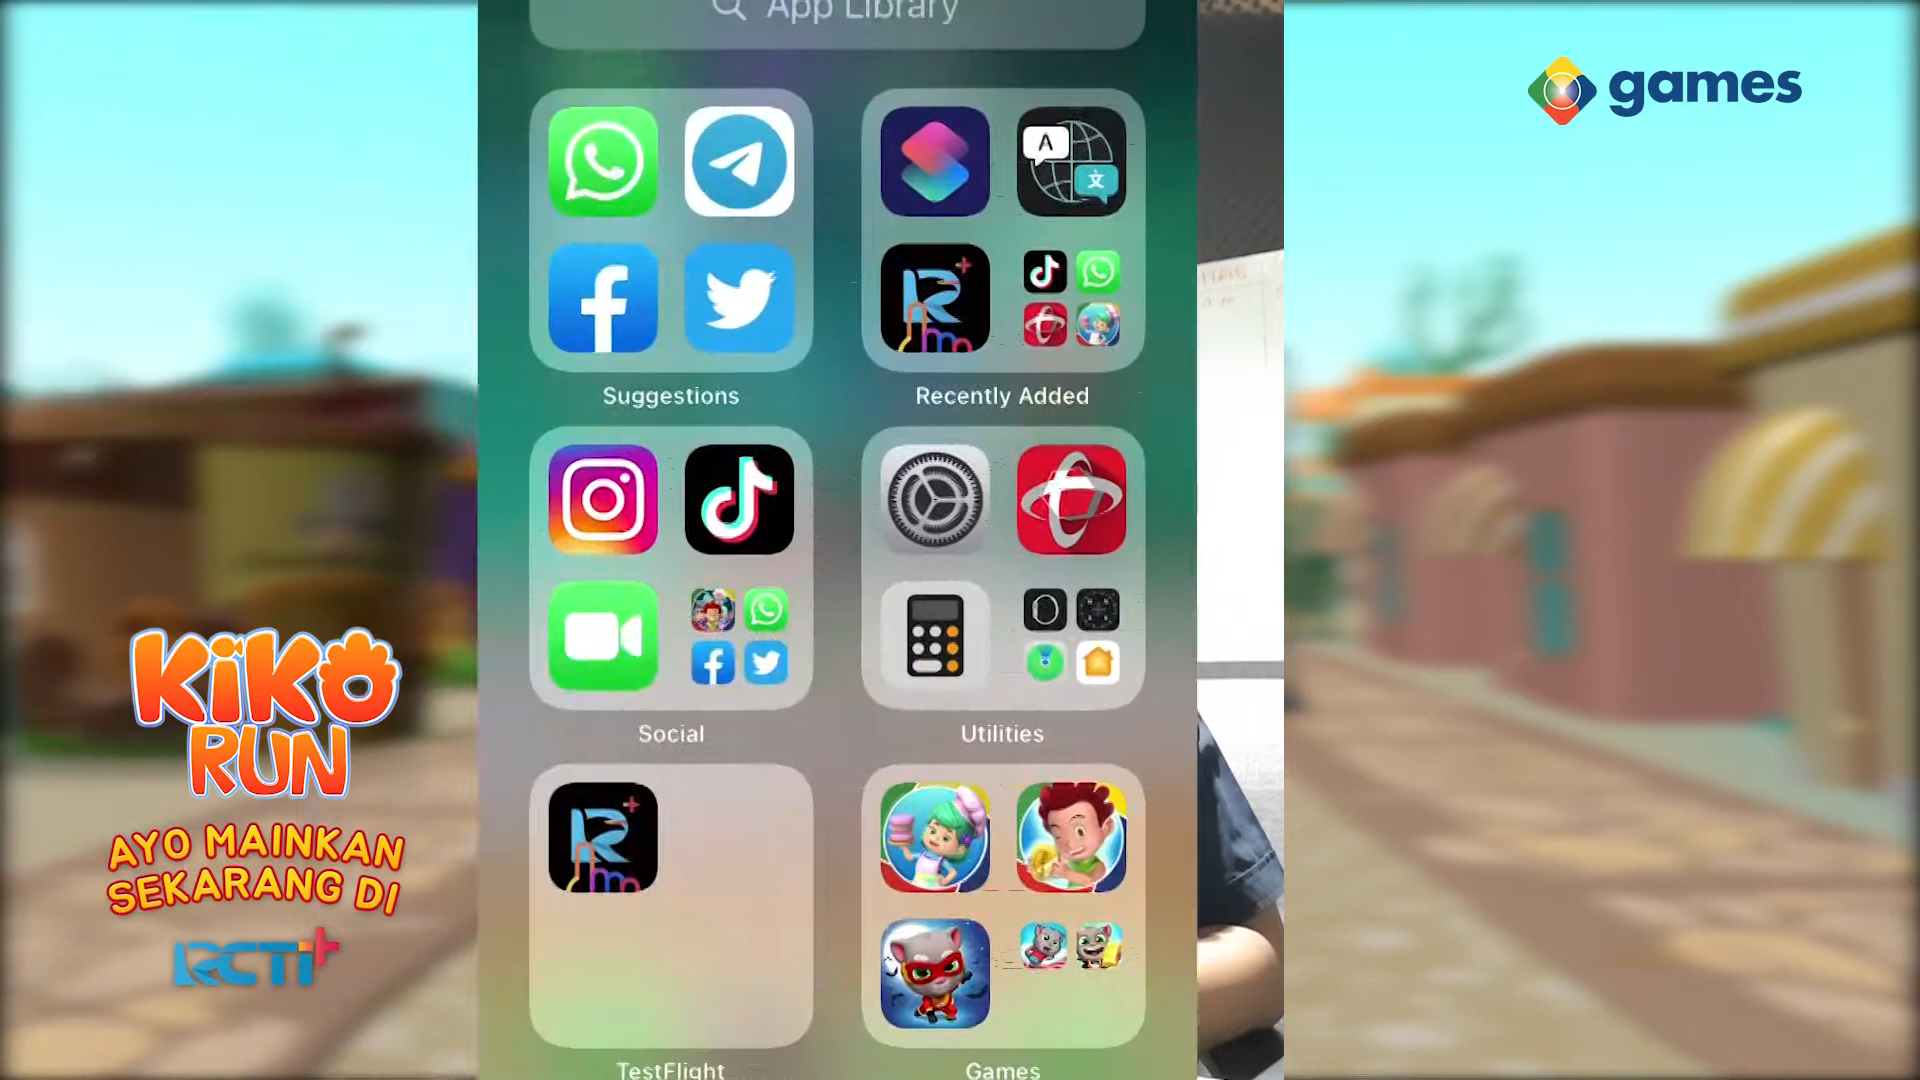 App Library
games
Suggestions
Recently Added
Social
Utilities
KIKO
RUN
AYO MAINKAN
SEKARANG DI
RCTI+
TestFlight
Games